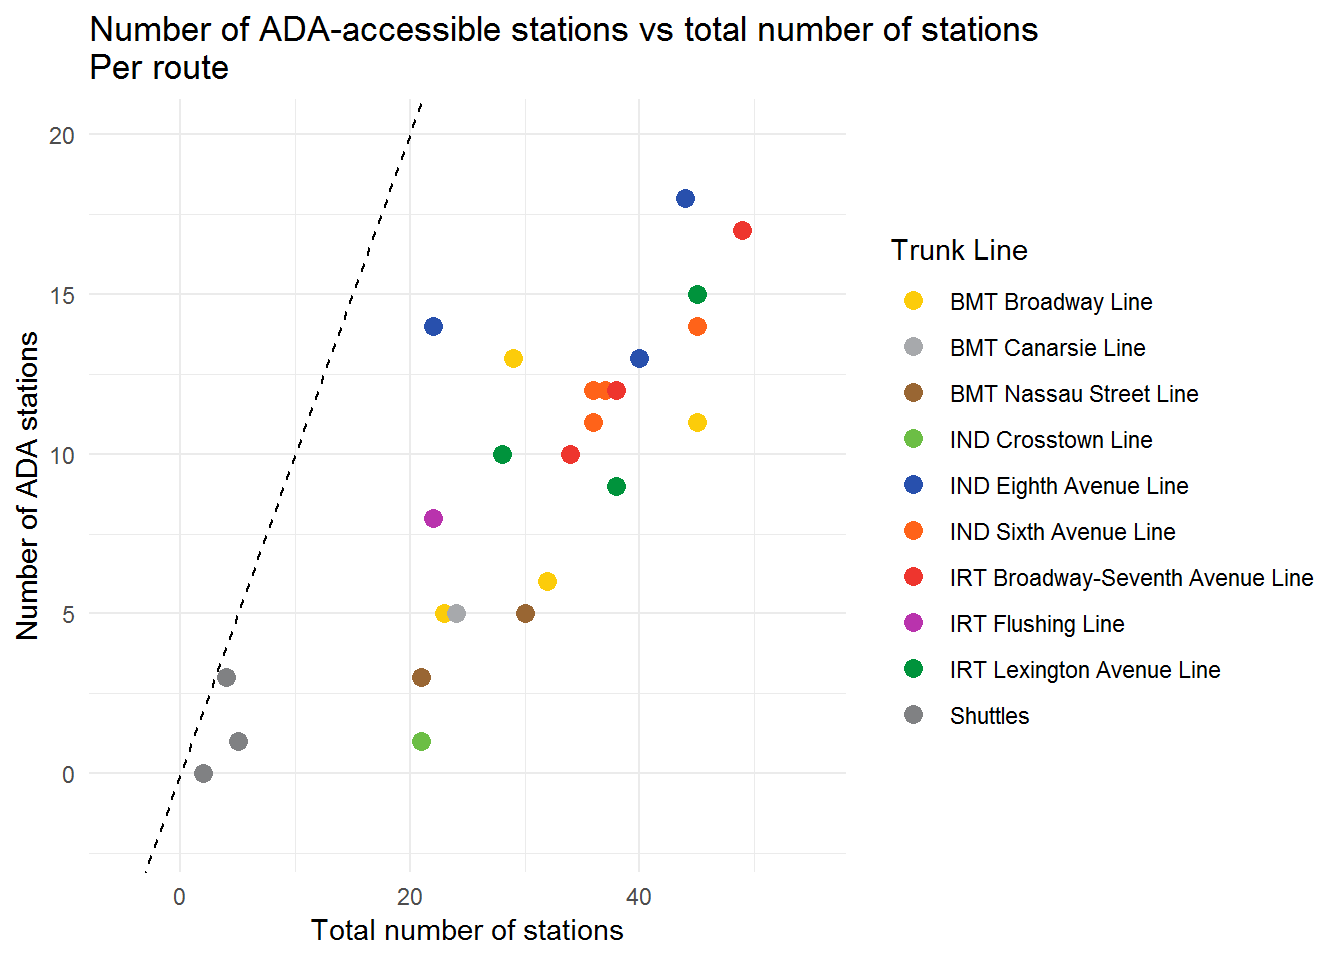 Number of ADA-accessible stations vs total number of stations
Per route
20
15
10
5
0
Number of ADA stations
0 20 40
Total number of stations
Trunk Line
BMT Broadway Line
BMT Canarsie Line
BMT Nassau Street Line
IND Crosstown Line
IND Eighth Avenue Line
IND Sixth Avenue Line
IRT Broadway-Seventh Avenue Line
IRT Flushing Line
IRT Lexington Avenue Line
Shuttles